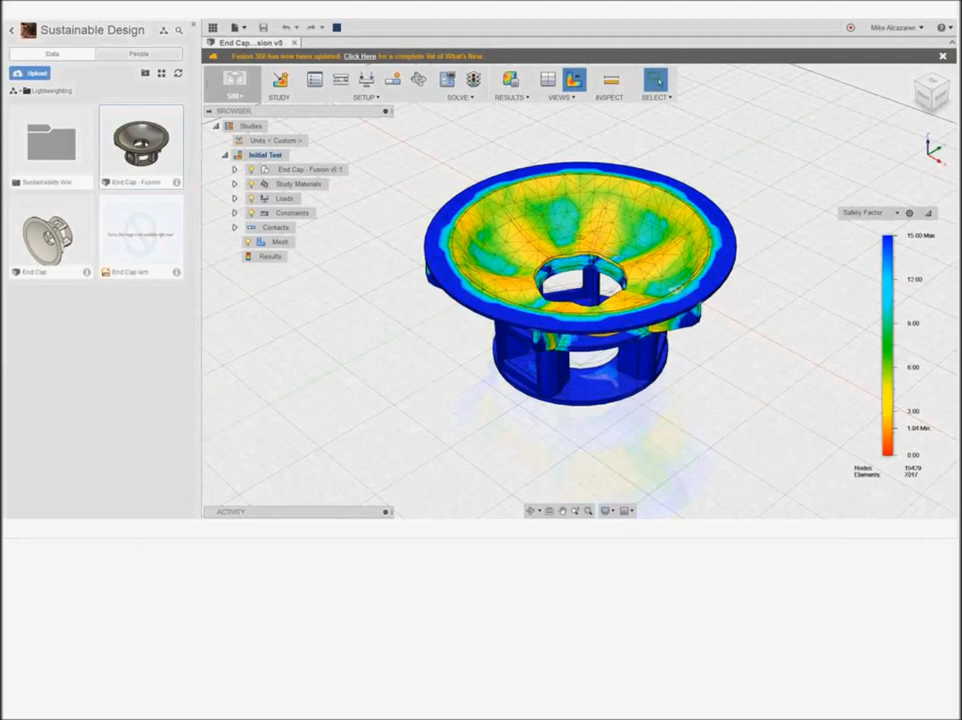 Sustainable Design
Data
People
Upload
Lightweighting
End Cap - Fusion
End Cap
End Cap.iam
End Cap...sion v5
Mike Alcazaren
Fusion 360 has now been updated. Click Here for a complete list of What's New.
SIM
STUDY
SETUP
SOLVE
RESULTS
VIEWS
INSPECT
SELECT
BROWSER
Studies
Units < Custom >
Initial Test
End Cap - Fusion v5:1
Study Materials
Loads
Constraints
Contacts
Mesh
Results
Safety Factor
15.00 Max
12.00
9.00
6.00
3.00
1.84 Min
0.00
Nodes: 15429
Elements: 7017
ACTIVITY